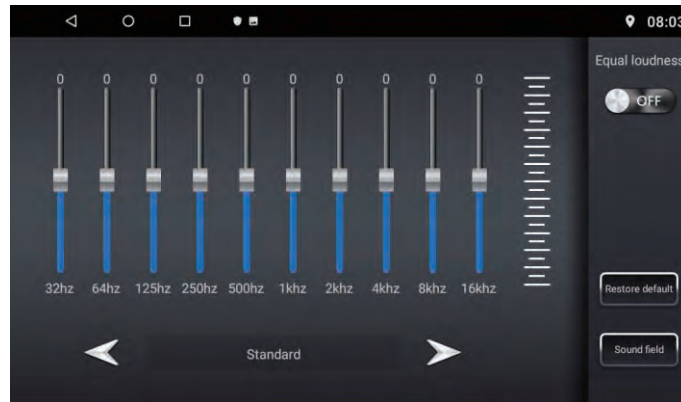 08:03
Equal loudness
0 0 0 0 0 0 0 0 0 0
OFF
32hz 64hz 125hz 250hz 500hz 1khz 2khz 4khz 8khz 16khz
Restore default
Standard
Sound field